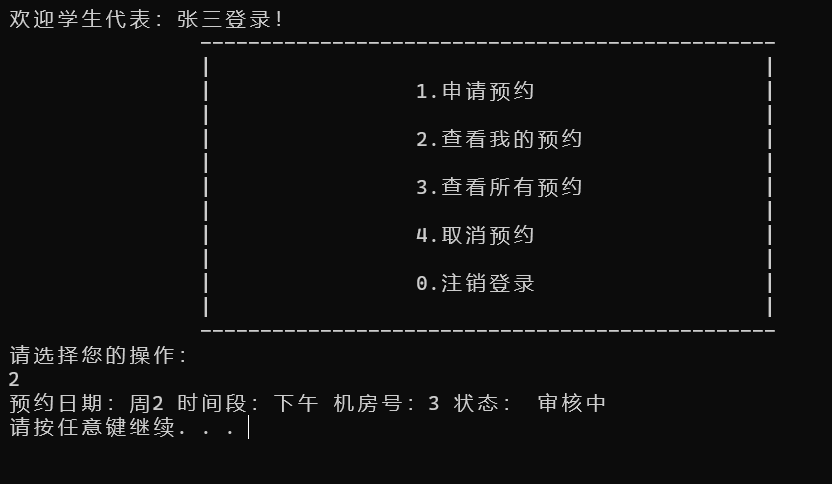 欢迎学生代表: 张三登录!
1.申请预约
2.查看我的预约
3.查看所有预约
4.取消预约
0.注销登录
请选择您的操作:
2
预约日期: 周2 时间段: 下午 机房号: 3 状态:  审核中
请按任意键继续. . .